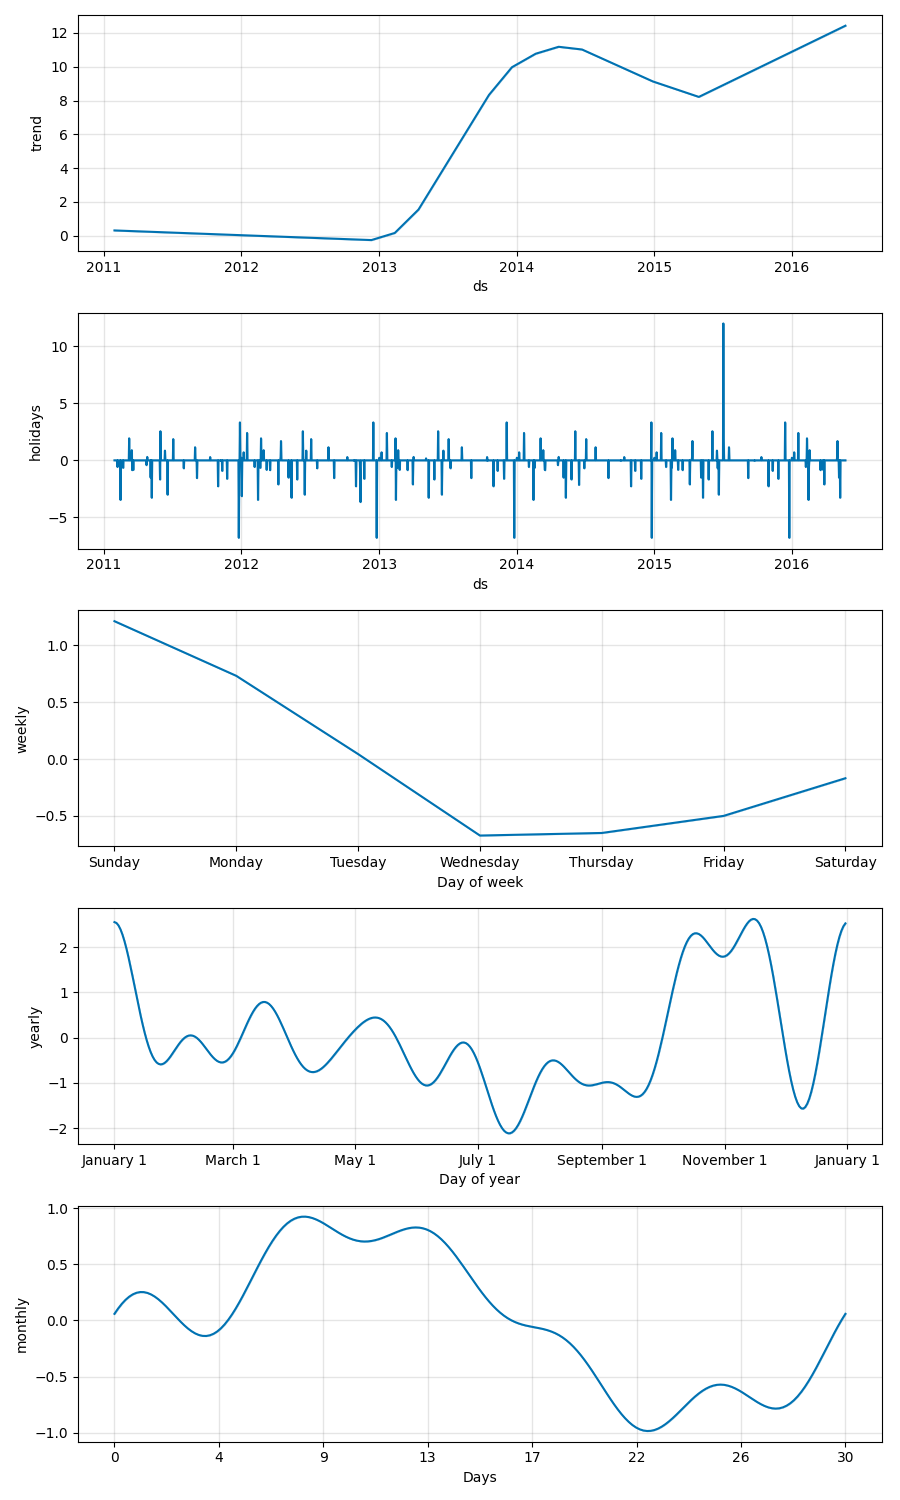 trend
12
10
8
6
4
2
0
2011 2012 2013 2014 2015 2016
ds
holidays
10
5
0
−5
2011 2012 2013 2014 2015 2016
ds
weekly
1.0
0.5
0.0
−0.5
Sunday Monday Tuesday Wednesday Thursday Friday Saturday
Day of week
yearly
2
1
0
−1
−2
January 1 March 1 May 1 July 1 September 1 November 1 January 1
Day of year
monthly
1.0
0.5
0.0
−0.5
−1.0
0 4 9 13 17 22 26 30
Days